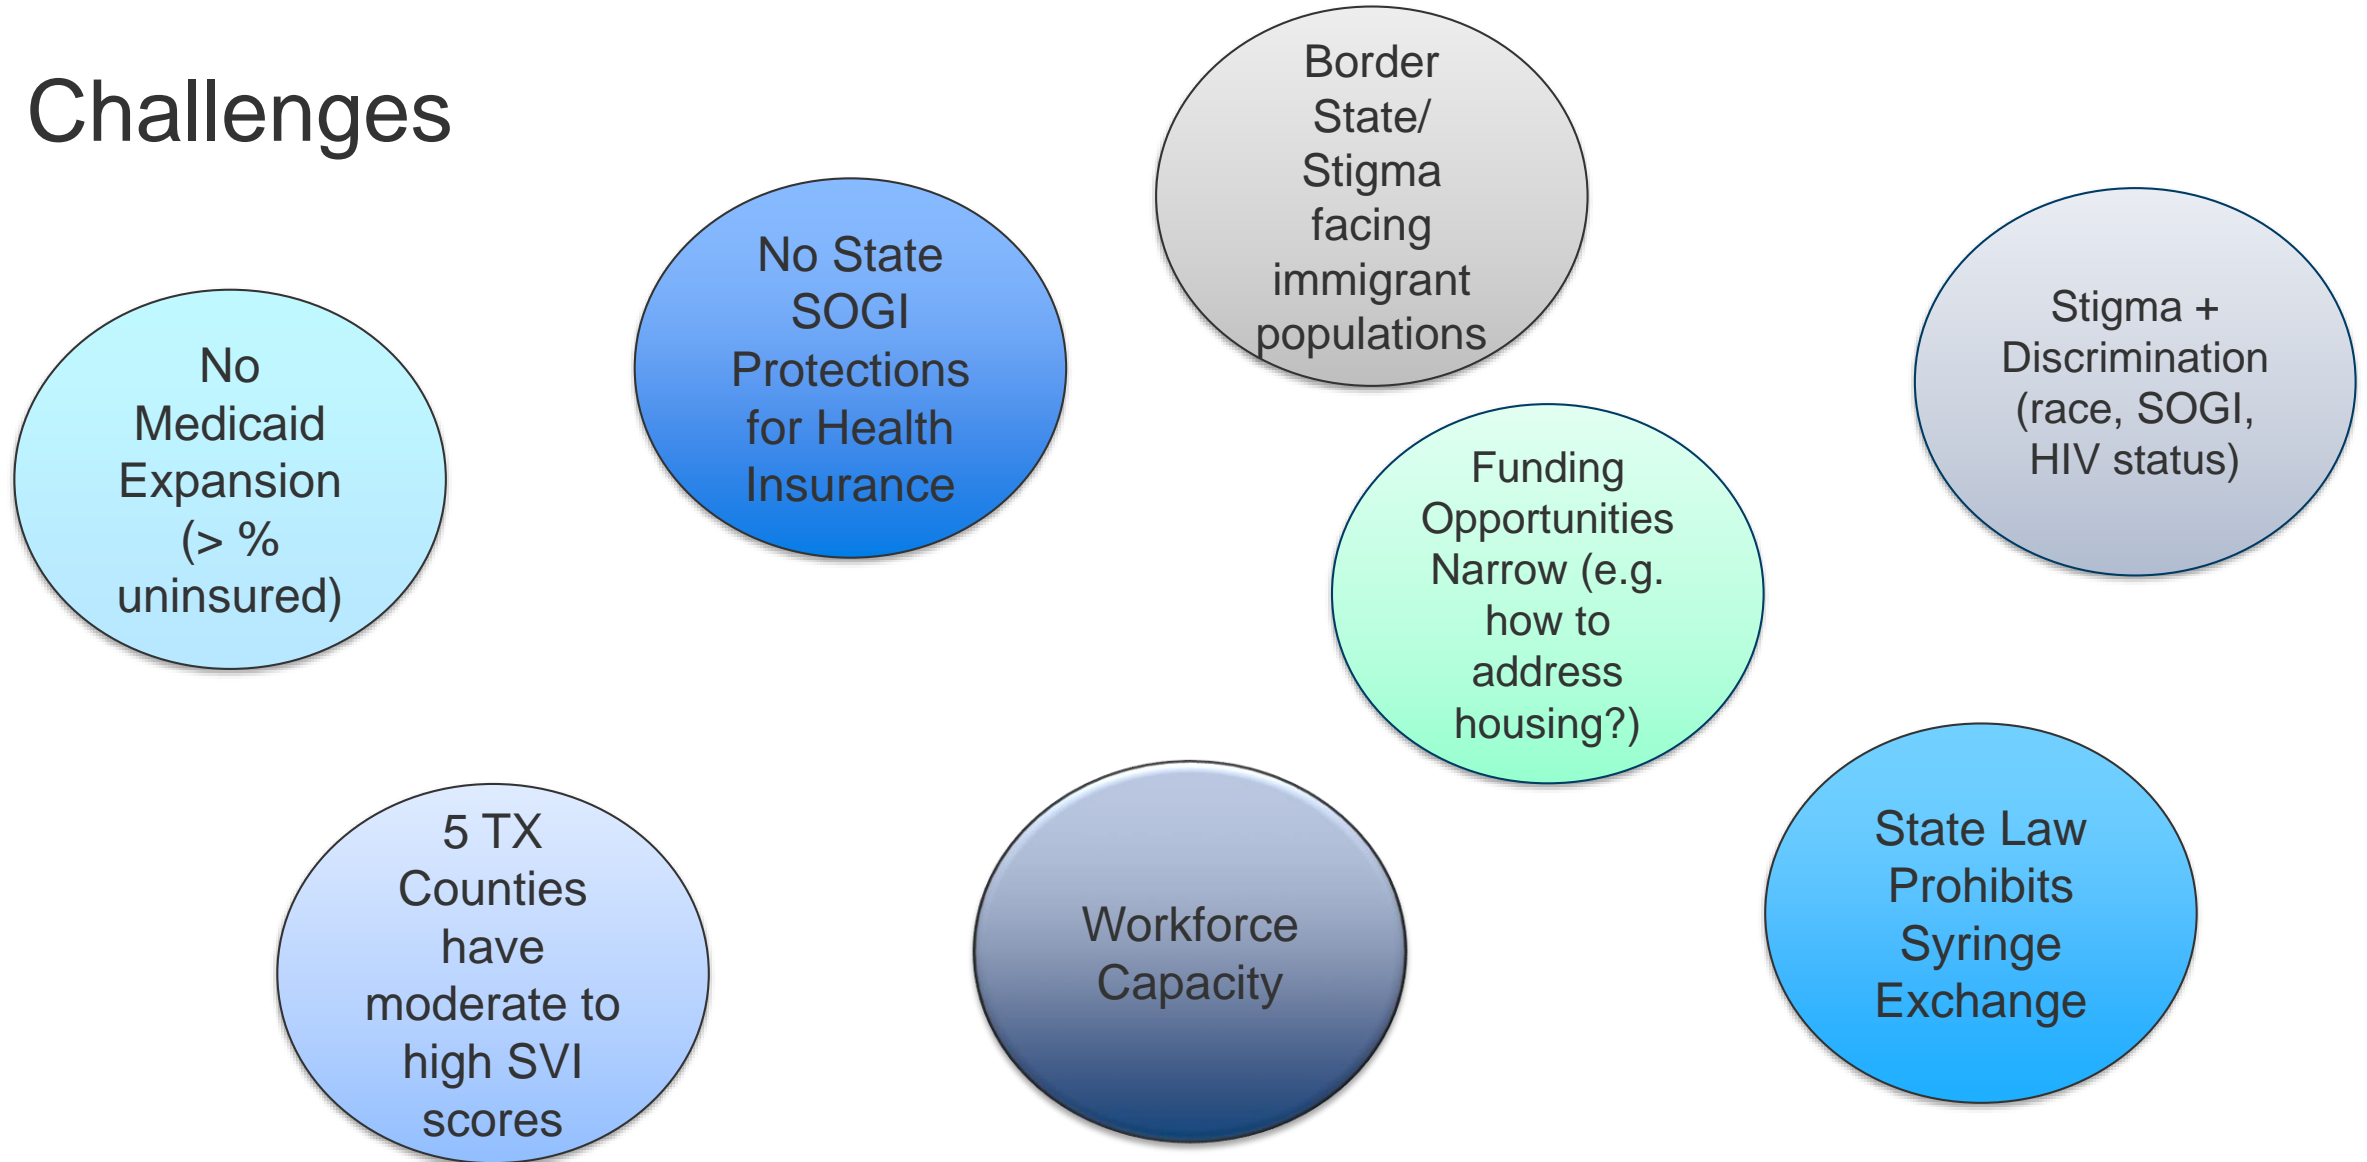 Challenges
No
Medicaid
Expansion
(> %
uninsured)
No State
SOGI
Protections
for Health
Insurance
Border
State/
Stigma
facing
immigrant
populations
Stigma +
Discrimination
(race, SOGI,
HIV status)
Funding
Opportunities
Narrow (e.g.
how to
address
housing?)
5 TX
Counties
have
moderate to
high SVI
scores
Workforce
Capacity
State Law
Prohibits
Syringe
Exchange